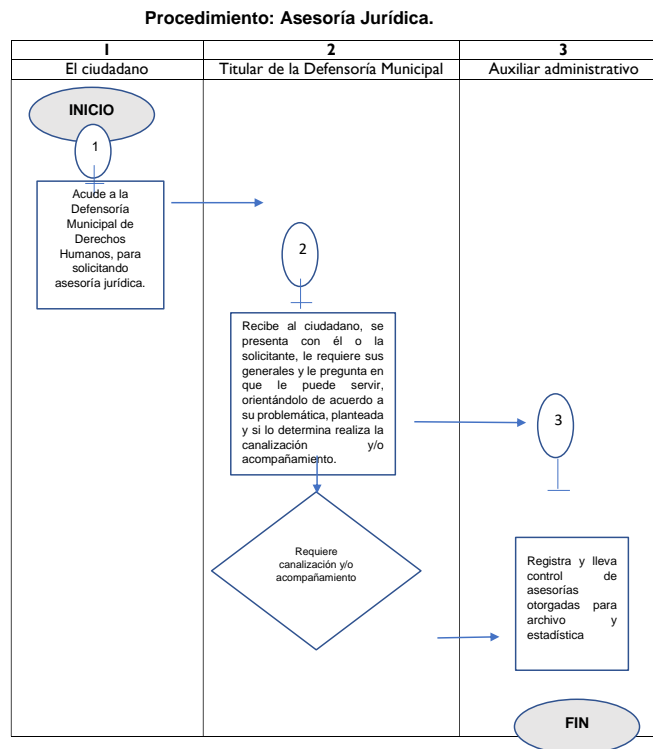 Procedimiento: Asesoría Jurídica.
1
2
3
El ciudadano
Titular de la Defensoría Municipal
Auxiliar administrativo
INICIO
1
Acude a la
Defensoría
Municipal de
Derechos
Humanos, para
solicitando
asesoría jurídica.
2
Recibe al ciudadano, se
presenta con él o la
solicitante, le requiere sus
generales y le pregunta en
que le puede servir,
orientándolo de acuerdo a
su problemática, planteada
y si lo determina realiza la
canalización y/o
acompañamiento.
Requiere
canalización y/o
acompañamiento
3
Registra y lleva
control de
asesorías
otorgadas para
archivo y
estadística
FIN